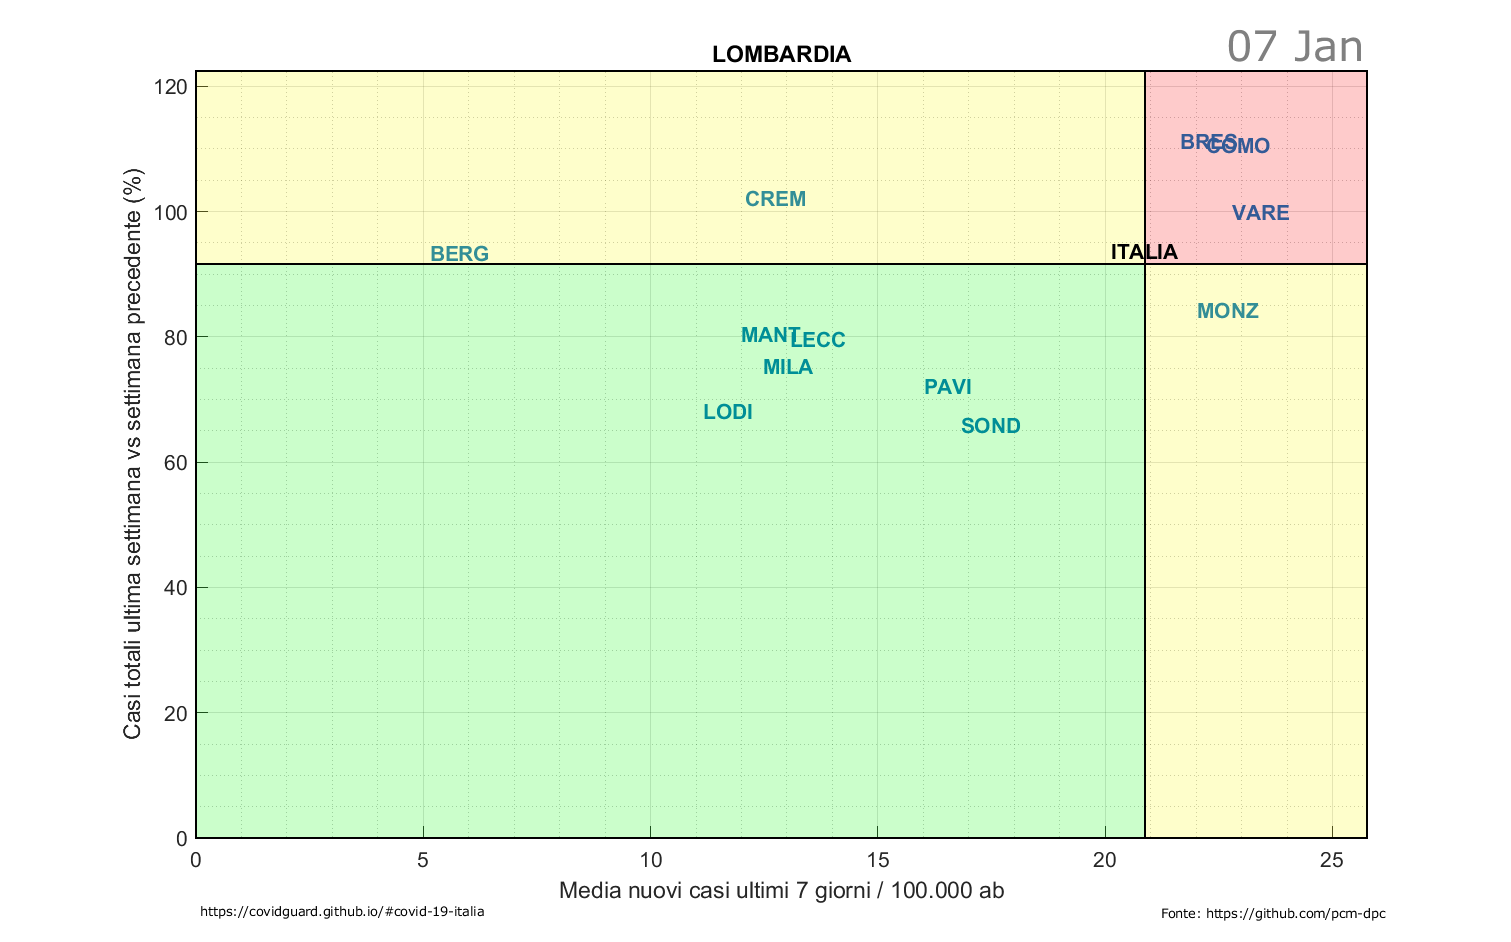 07 Jan
LOMBARDIA
Casi totali ultima settimana vs settimana precedente (%)
120
100
80
60
40
20
0
BRES
COMO
CREM
VARE
BERG
ITALIA
MONZ
MANT
LECC
MILA
PAVI
LODI
SOND
0 5 10 15 20 25
Media nuovi casi ultimi 7 giorni / 100.000 ab
https://covidguard.github.io/#covid-19-italia
Fonte: https://github.com/pcm-dpc